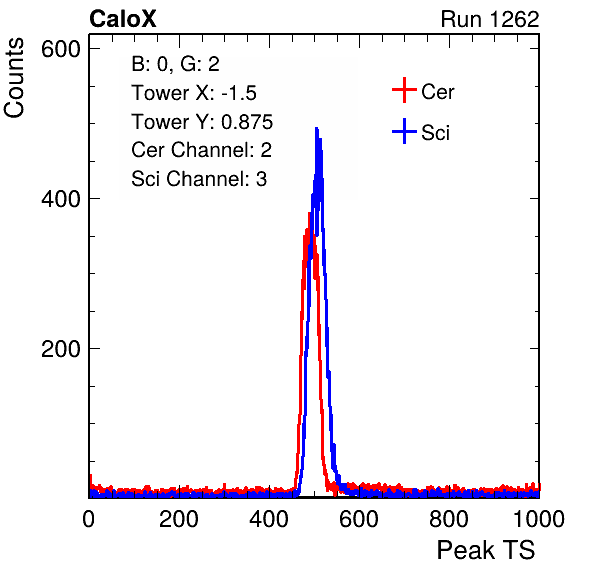 CaloX Run 1262
Counts
600
400
200
B: 0, G: 2
Tower X: -1.5
Tower Y: 0.875
Cer Channel: 2
Sci Channel: 3
Cer
Sci
0 200 400 600 800 1000
Peak TS